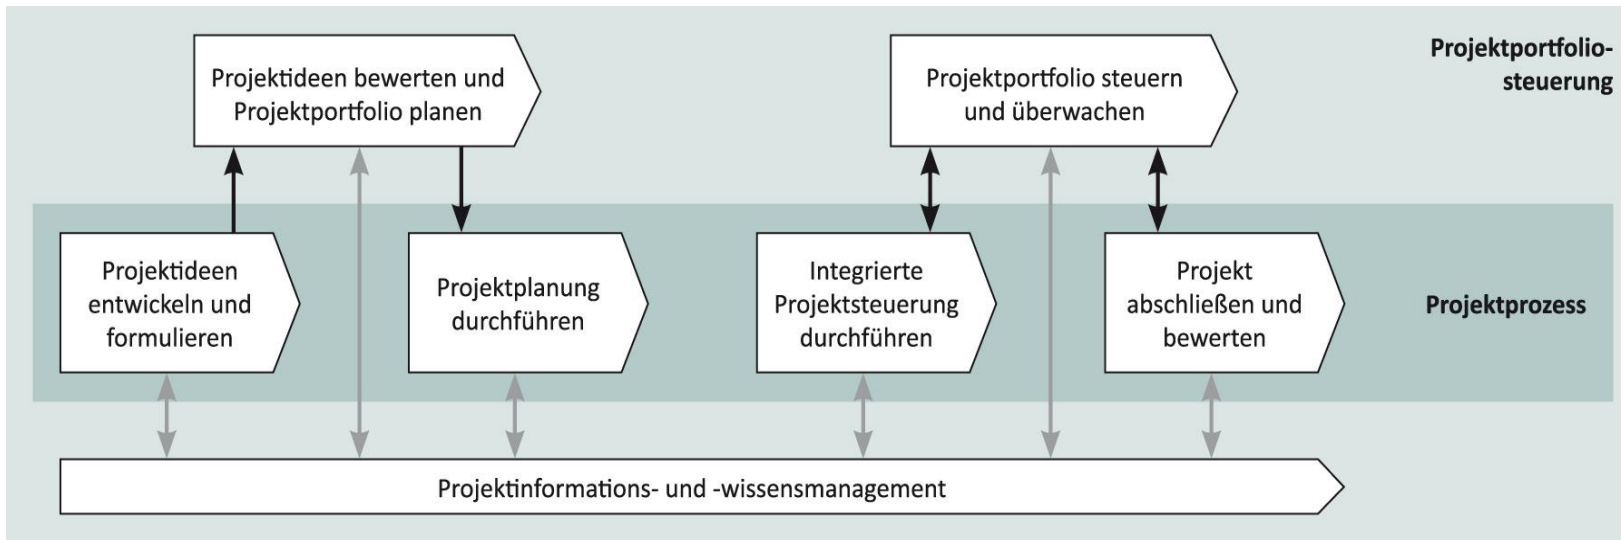 Projektideen bewerten und
Projektportfolio planen
Projektportfolio steuern
und überwachen
Projektportfolio-
steuerung
Projektideen
entwickeln und
formulieren
Projektplanung
durchführen
Integrierte
Projektsteuerung
durchführen
Projekt
abschließen und
bewerten
Projektprozess
Projektinformations- und -wissensmanagement